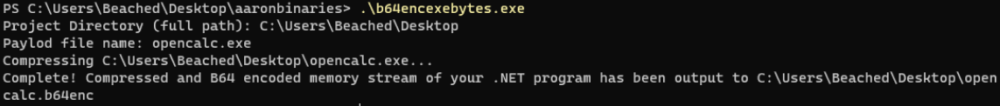 PS C:\Users\Beached\Desktop\aaronbinaries> .\b64encexebytes.exe
Project Directory (full path): C:\Users\Beached\Desktop
Paylod file name: opencalc.exe
Compressing C:\Users\Beached\Desktop\opencalc.exe...
Complete! Compressed and B64 encoded memory stream of your .NET program has been output to C:\Users\Beached\Desktop\open
calc.b64enc